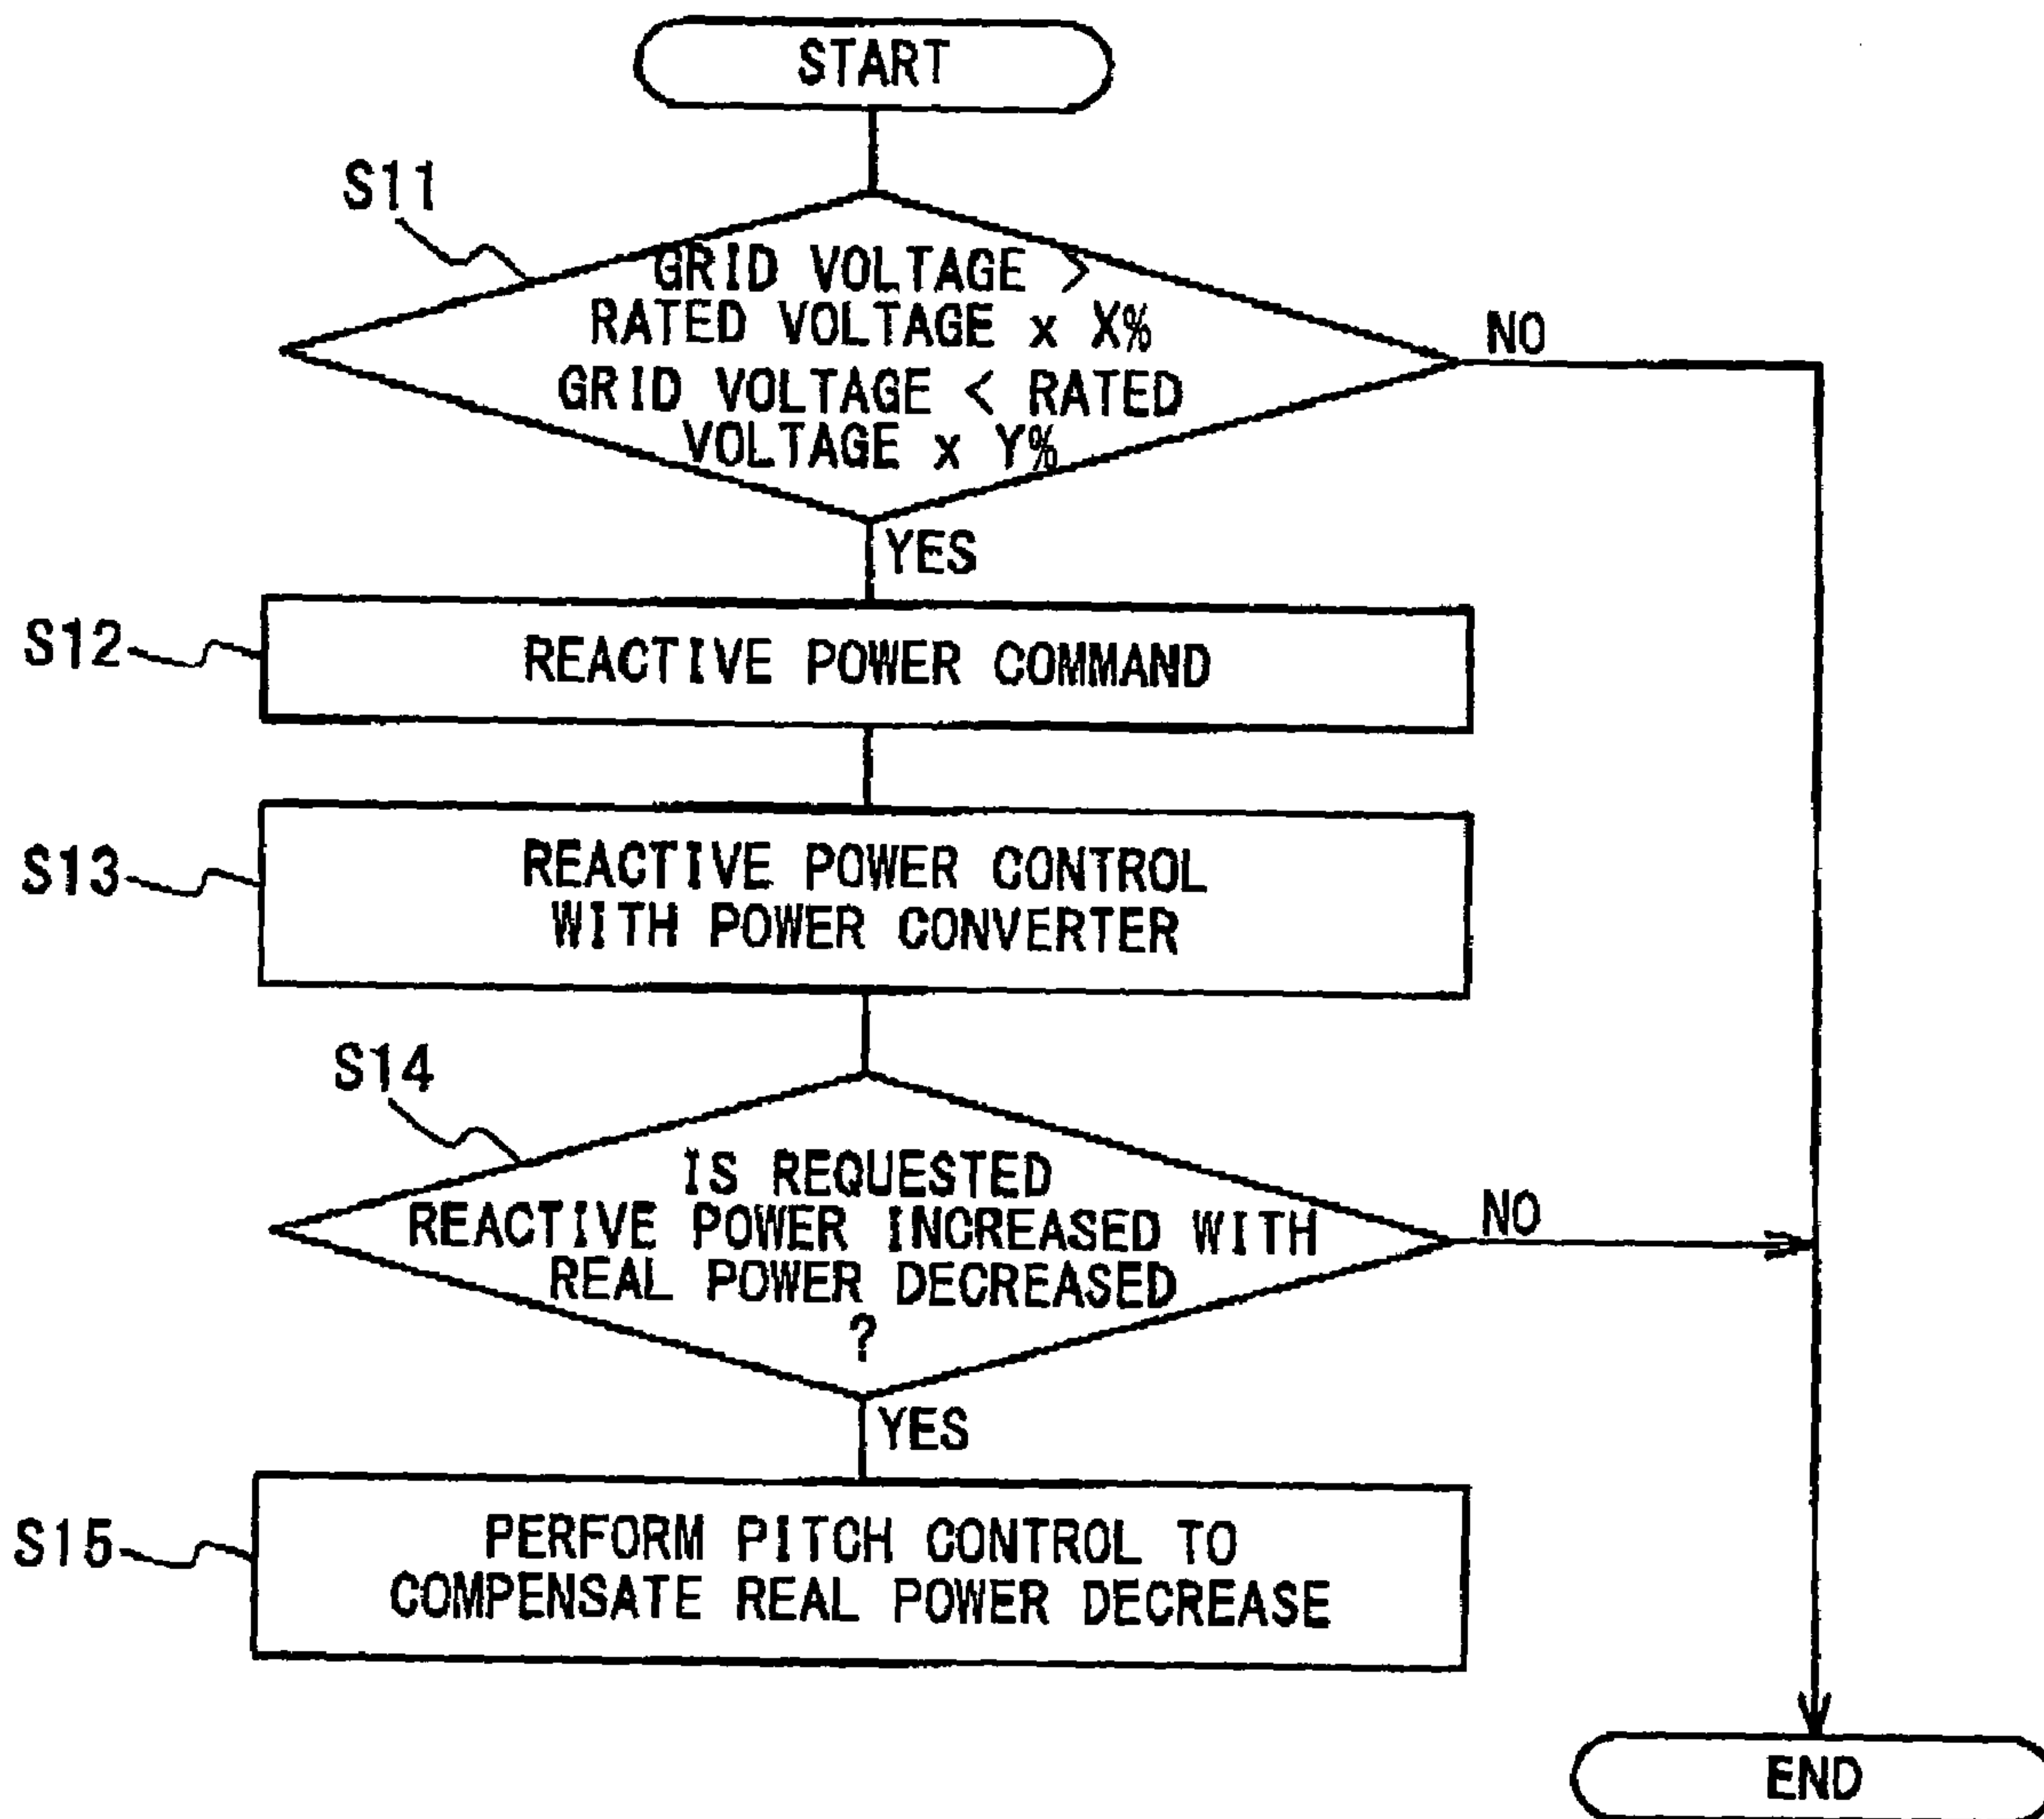 START
S11
GRID VOLTAGE >
RATED VOLTAGE x X%
GRID VOLTAGE < RATED
VOLTAGE x Y%
NO
YES
S12
REACTIVE POWER COMMAND
S13
REACTIVE POWER CONTROL
WITH POWER CONVERTER
S14
IS REQUESTED
REACTIVE POWER INCREASED WITH
REAL POWER DECREASED
?
NO
YES
S15
PERFORM PITCH CONTROL TO
COMPENSATE REAL POWER DECREASE
END